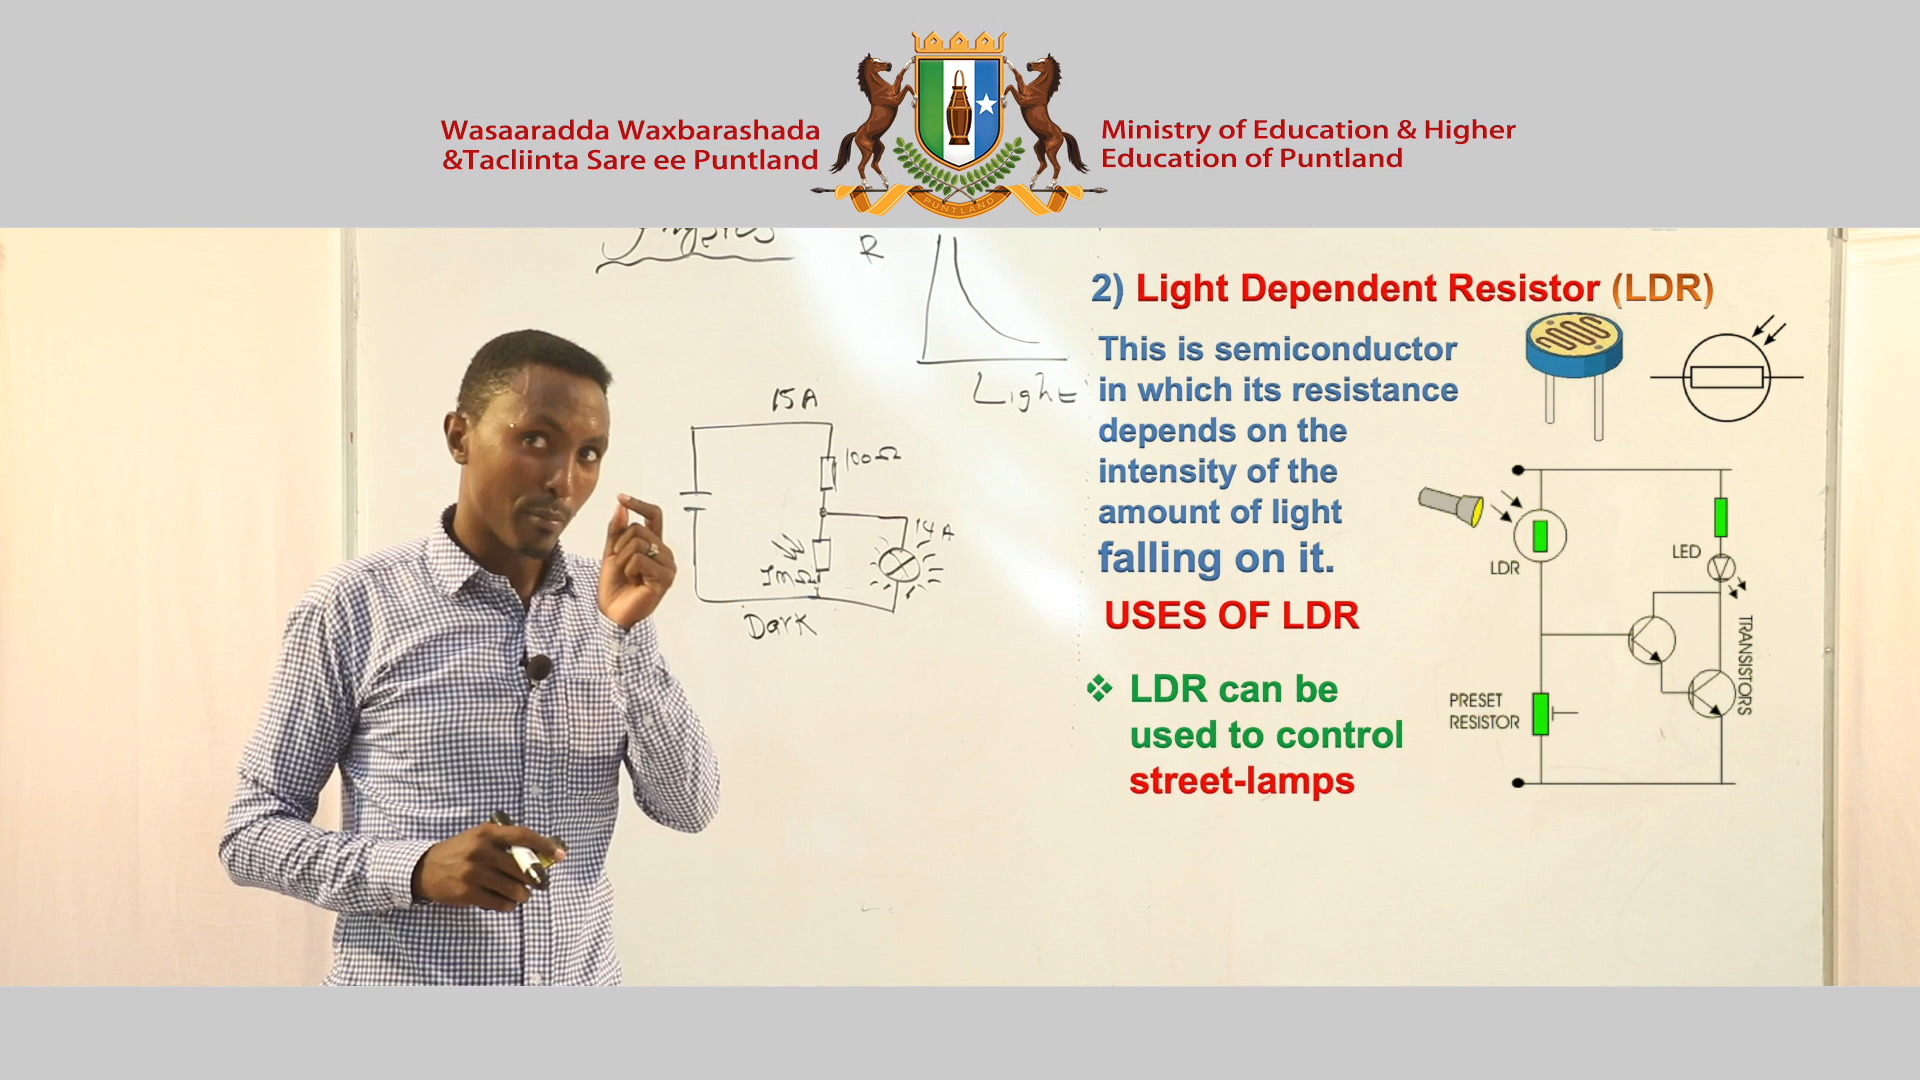 Wasaaradda Waxbarashada
&Tacliinta Sare ee Puntland
PUNTLAND
Ministry of Education & Higher
Education of Puntland
Physics
R
Light
15A
100Ω
14A
1mΩ
Dark
2) Light Dependent Resistor (LDR)
This is semiconductor
in which its resistance
depends on the
intensity of the
amount of light
falling on it.
USES OF LDR
❖ LDR can be
used to control
street-lamps
LDR
LED
TRANSISTORS
PRESET
RESISTOR